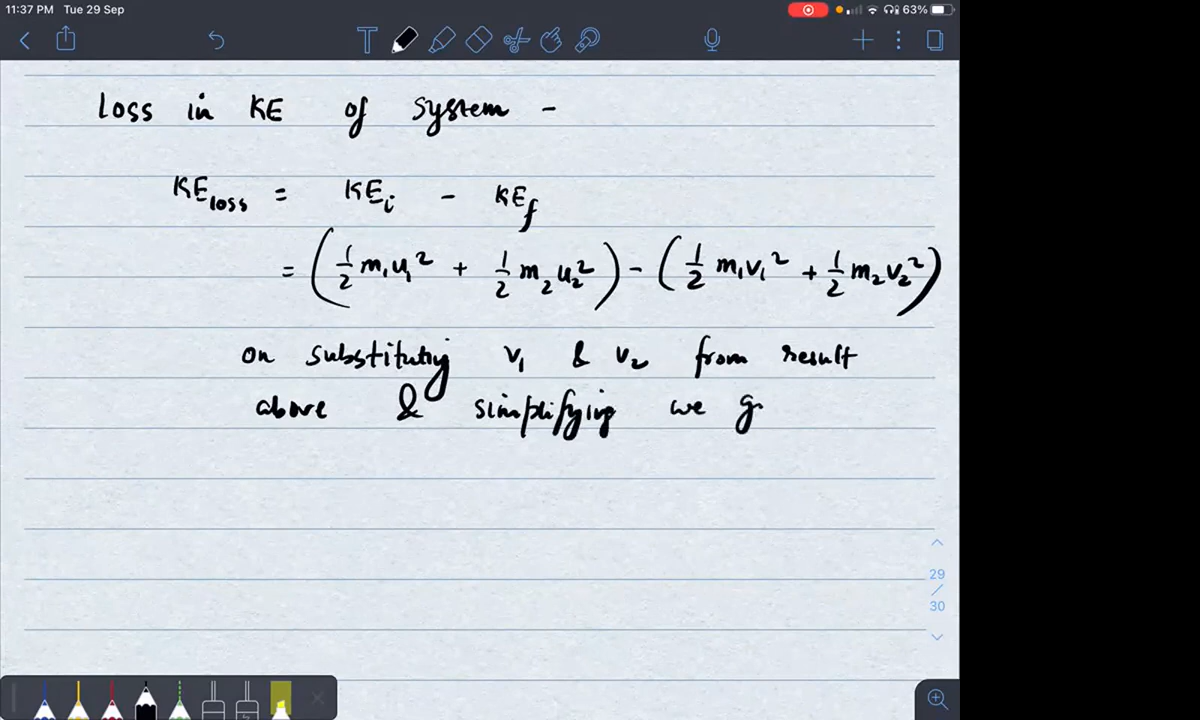 11:37 PM Tue 29 Sep 63%
T
Loss in KE of system -
KE_loss = KE_i - KE_f
= (1/2 m₁u₁² + 1/2 m₂u₂²) - (1/2 m₁v₁² + 1/2 m₂v₂²)
on substituting v₁ & v₂ from result
above & simplifying we g
29
/
30